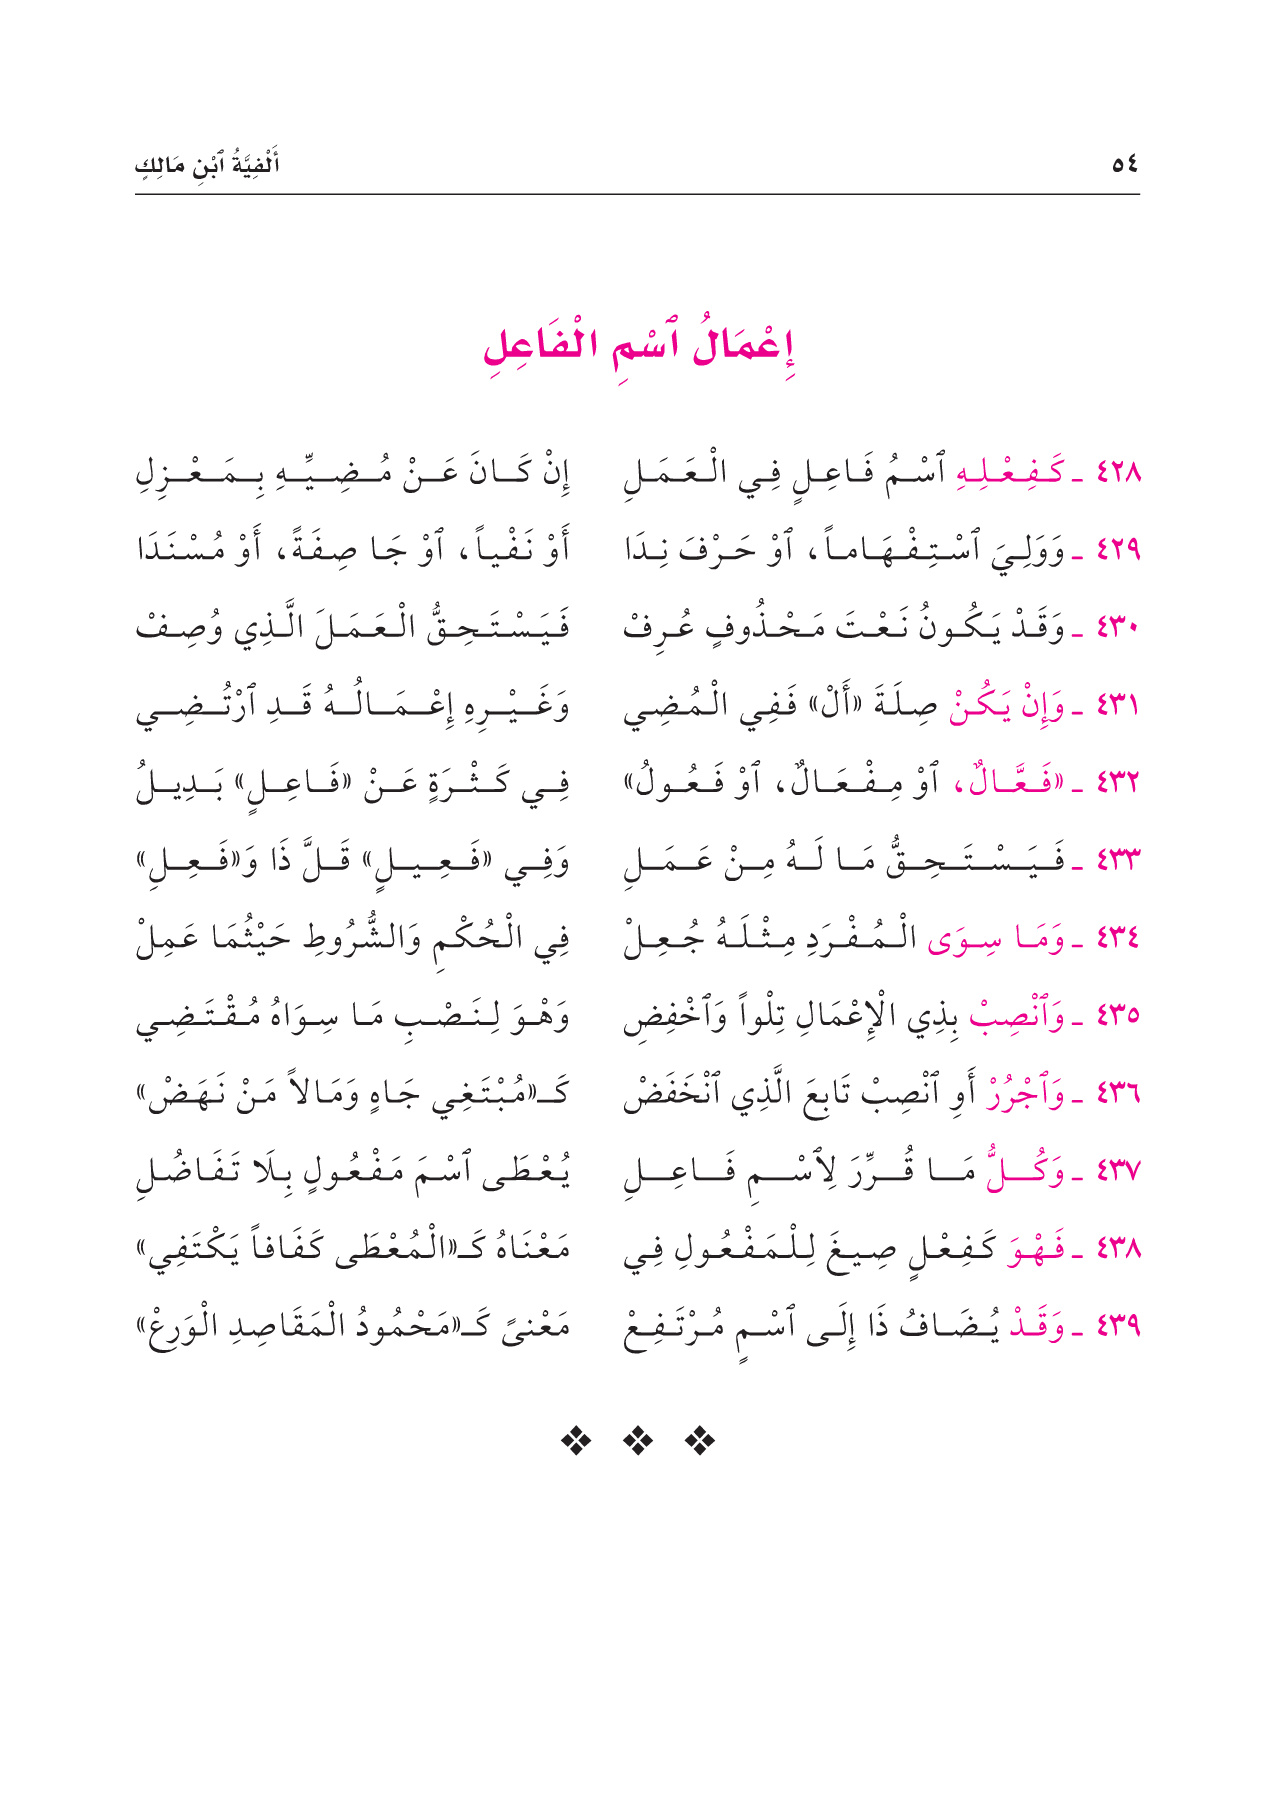 ٥٤ أَلْفِيَّةُ ٱبْنِ مَالِكٍ
إِعْمَالُ ٱسْمِ الْفَاعِلِ
٤٢٨ ـ كَفِعْلِهِ ٱسْمُ فَاعِلٍ فِي الْعَمَلِ إِنْ كَانَ عَنْ مُضِيِّهِ بِمَعْزِلِ
٤٢٩ ـ وَوَلِيَ ٱسْتِفْهَاماً، ٱوْ حَرْفَ نِدَا أَوْ نَفْياً، ٱوْ جَا صِفَةً، أَوْ مُسْنَدَا
٤٣٠ ـ وَقَدْ يَكُونُ نَعْتَ مَحْذُوفٍ عُرِفْ فَيَسْتَحِقُّ الْعَمَلَ الَّذِي وُصِفْ
٤٣١ ـ وَإِنْ يَكُنْ صِلَةَ «أَلْ» فَفِي الْمُضِي وَغَيْرِهِ إِعْمَالُهُ قَدِ ٱرْتُضِي
٤٣٢ ـ «فَعَّالٌ، ٱوْ مِفْعَالٌ، ٱوْ فَعُولُ» فِي كَثْرَةٍ عَنْ «فَاعِلٍ» بَدِيلُ
٤٣٣ ـ فَيَسْتَحِقُّ مَا لَهُ مِنْ عَمَلِ وَفِي «فَعِيلٍ» قَلَّ ذَا وَ«فَعِلِ»
٤٣٤ ـ وَمَا سِوَى الْمُفْرَدِ مِثْلَهُ جُعِلْ فِي الْحُكْمِ وَالشُّرُوطِ حَيْثُمَا عَمِلْ
٤٣٥ ـ وَٱنْصِبْ بِذِي الْإِعْمَالِ تِلْواً وَٱخْفِضِ وَهْوَ لِنَصْبِ مَا سِوَاهُ مُقْتَضِي
٤٣٦ ـ وَٱجْرُرْ أَوِ ٱنْصِبْ تَابِعَ الَّذِي ٱنْخَفَضْ كَـ«مُبْتَغِي جَاهٍ وَمَالاً مَنْ نَهَضْ»
٤٣٧ ـ وَكُلُّ مَا قُرِّرَ لِٱسْمِ فَاعِلِ يُعْطَى ٱسْمَ مَفْعُولٍ بِلَا تَفَاضُلِ
٤٣٨ ـ فَهْوَ كَفِعْلٍ صِيغَ لِلْمَفْعُولِ فِي مَعْنَاهُ كَـ«الْمُعْطَى كَفَافاً يَكْتَفِي»
٤٣٩ ـ وَقَدْ يُضَافُ ذَا إِلَى ٱسْمٍ مُرْتَفِعْ مَعْنىً كَـ«مَحْمُودُ الْمَقَاصِدِ الْوَرِعْ»